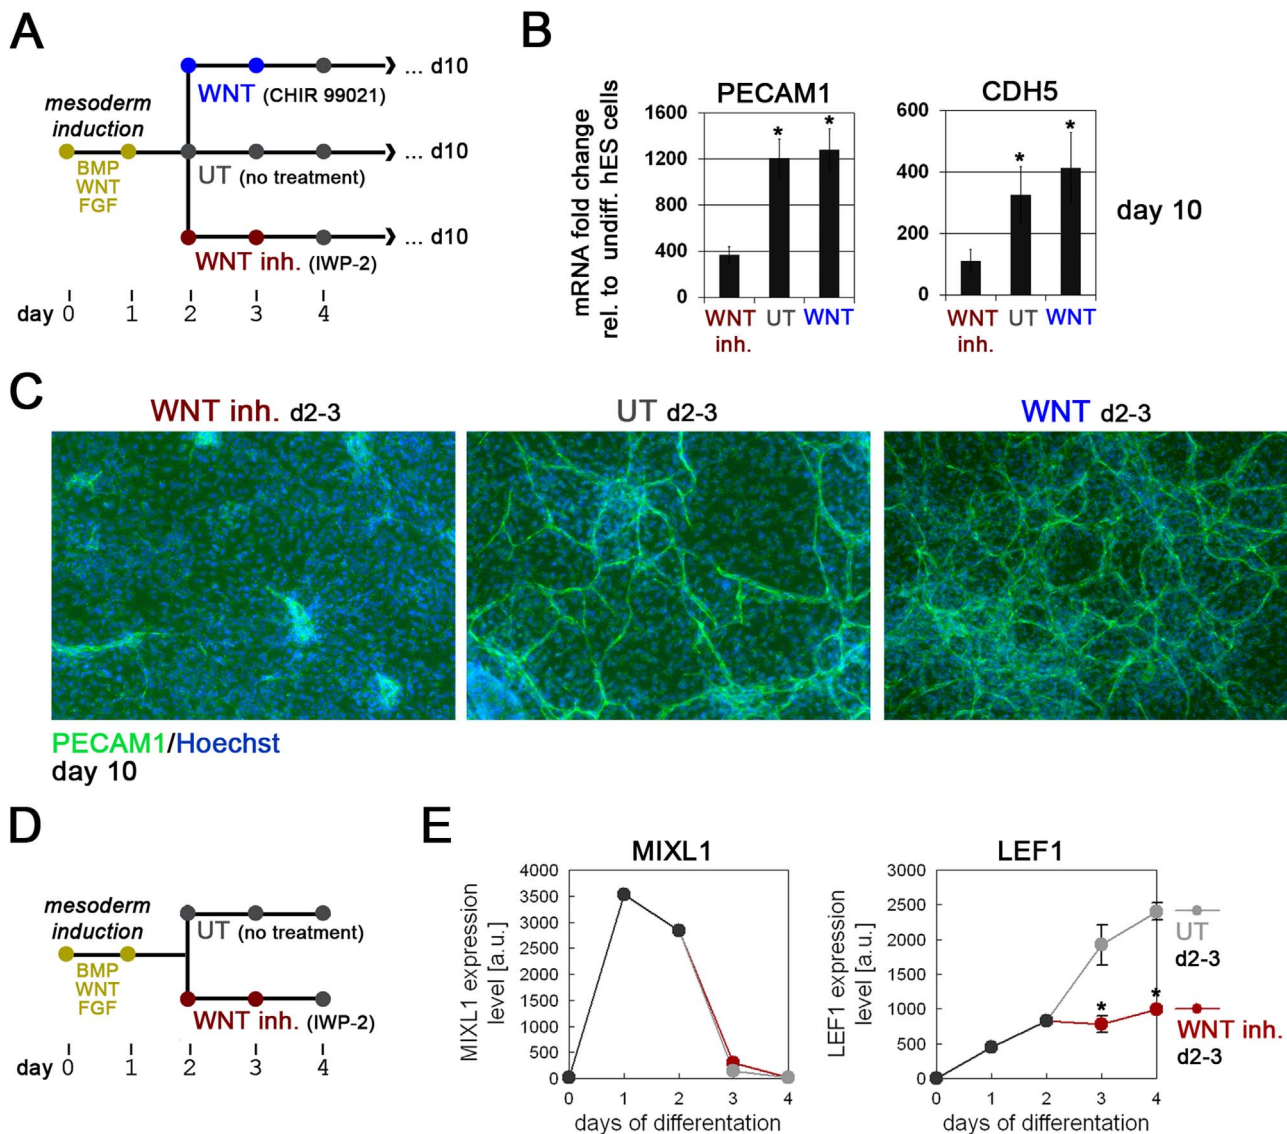 A
mesoderm
induction
BMP
WNT
FGF
WNT (CHIR 99021)
... d10
UT (no treatment)
... d10
WNT inh. (IWP-2)
... d10
day 0 1 2 3 4
B
mRNA fold change
rel. to undiff. hES cells
PECAM1
1600
1200
800
400
0
*
*
WNT
inh.
UT
WNT
CDH5
600
400
200
0
*
*
WNT
inh.
UT
WNT
day 10
C
WNT inh. d2-3
UT d2-3
WNT d2-3
PECAM1/Hoechst
day 10
D
mesoderm
induction
BMP
WNT
FGF
UT (no treatment)
WNT inh. (IWP-2)
day 0 1 2 3 4
E
MIXL1
MIXL1 expression
level [a.u.]
4000
3500
3000
2500
2000
1500
1000
500
0
0 1 2 3 4
days of differentation
LEF1
LEF1 expression
level [a.u.]
3000
2500
2000
1500
1000
500
0
*
*
0 1 2 3 4
days of differentation
UT
d2-3
WNT inh.
d2-3